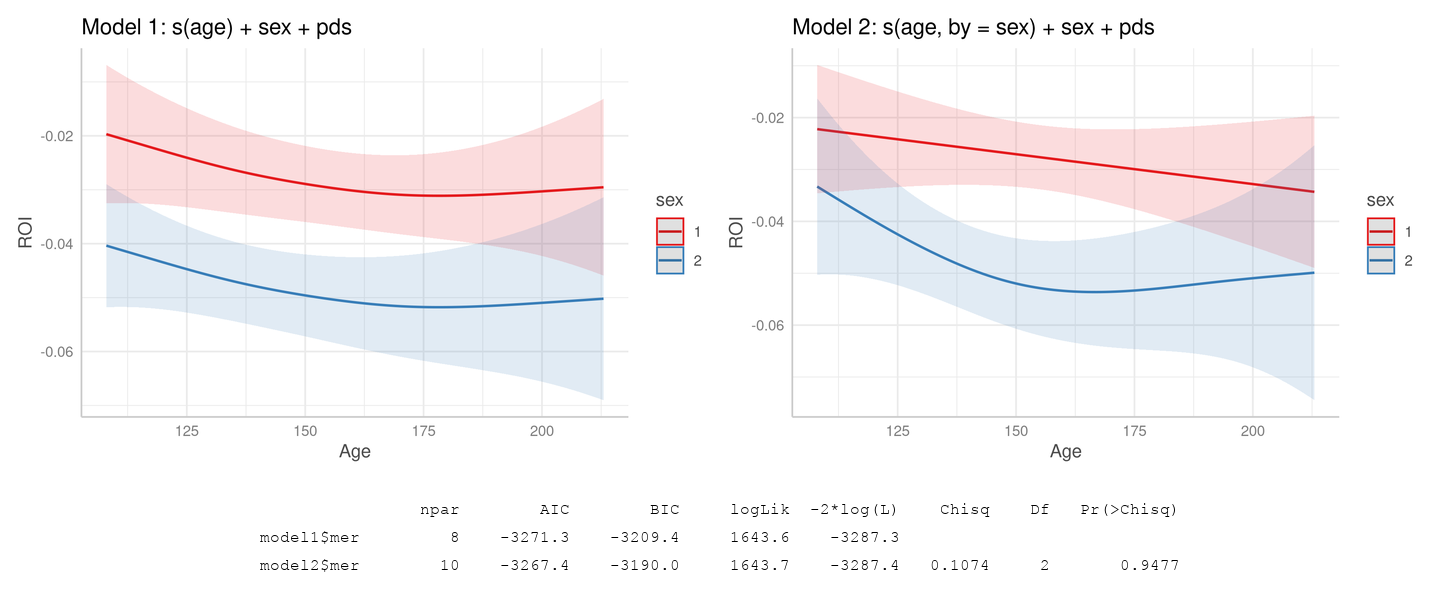 Model 1: s(age) + sex + pds
-0.02
-0.04
-0.06
ROI
125 150 175 200
Age
sex
1
2
Model 2: s(age, by = sex) + sex + pds
-0.02
-0.04
-0.06
ROI
125 150 175 200
Age
sex
1
2
npar AIC BIC logLik -2*log(L) Chisq Df Pr(>Chisq)
model1$mer 8 -3271.3 -3209.4 1643.6 -3287.3
model2$mer 10 -3267.4 -3190.0 1643.7 -3287.4 0.1074 2 0.9477